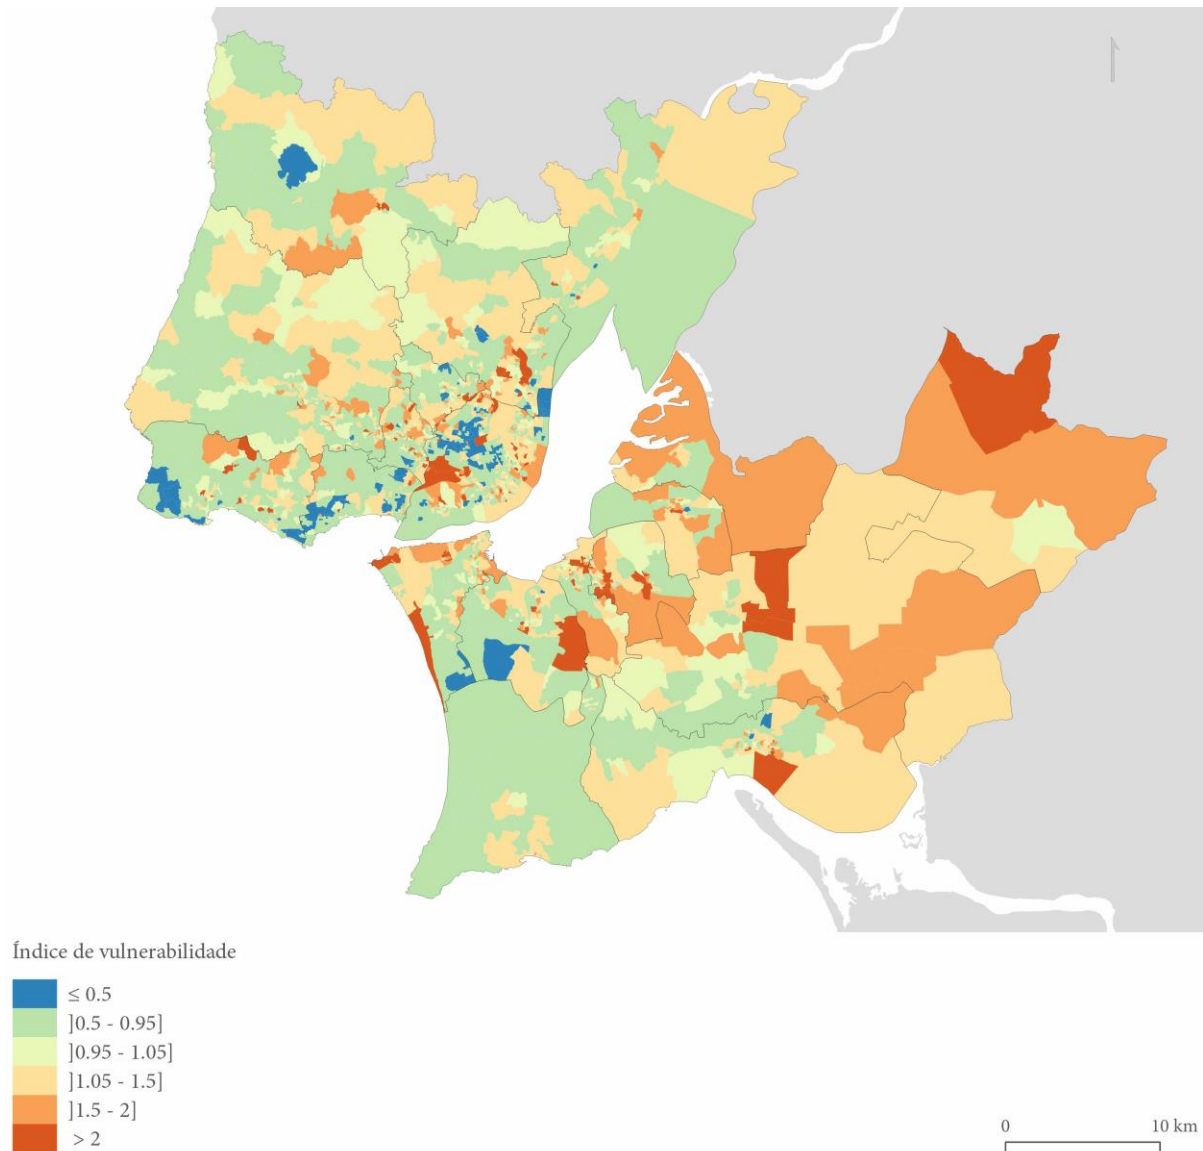 Índice de vulnerabilidade
≤ 0.5
]0.5 - 0.95]
]0.95 - 1.05]
]1.05 - 1.5]
]1.5 - 2]
> 2
0 10 km